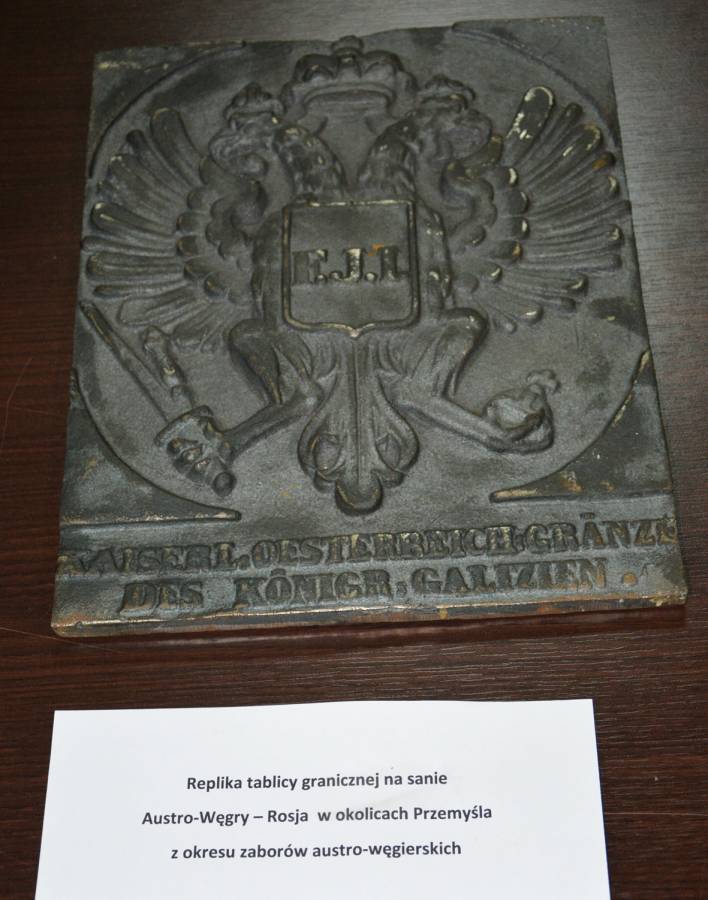 F.J.I.
KAISERL. OESTERREICH. GRÄNZE
DES KÖNIGR. GALIZIEN.
Replika tablicy granicznej na sanie
Austro-Węgry – Rosja w okolicach Przemyśla
z okresu zaborów austro-węgierskich